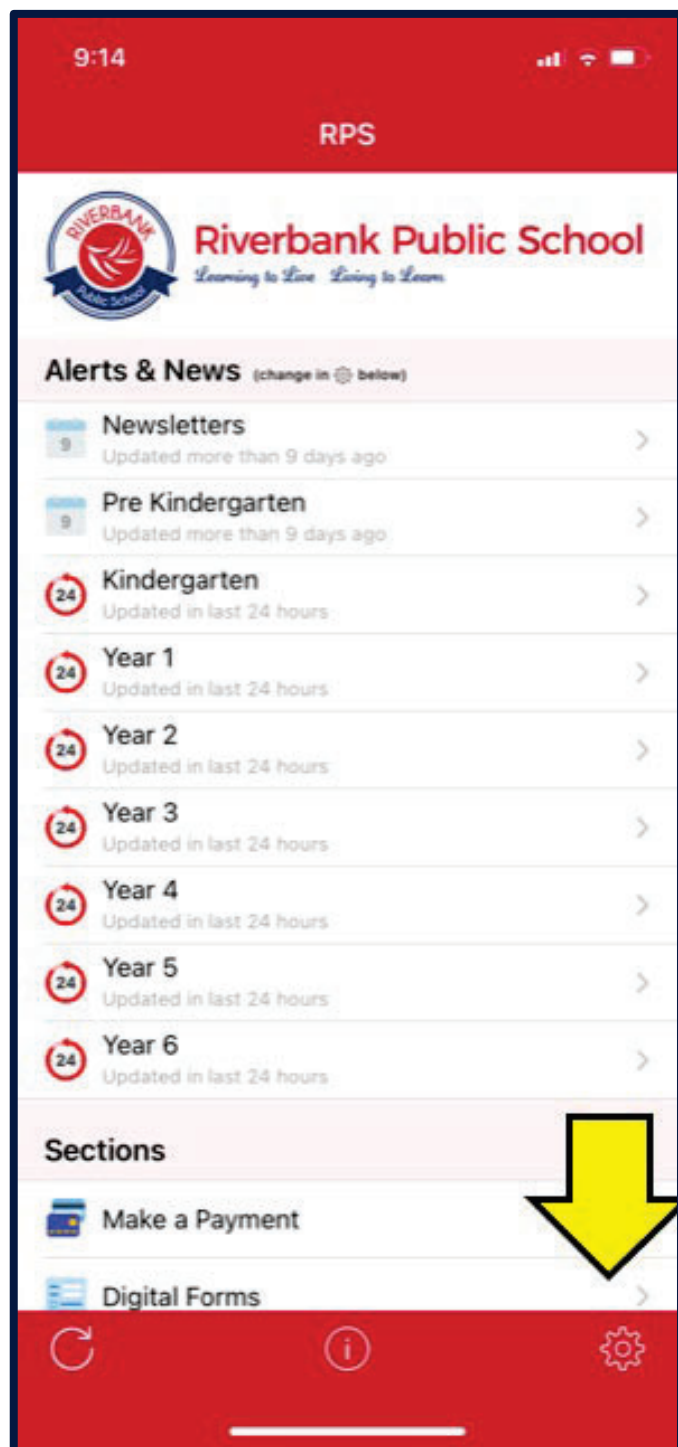 9:14
RPS
RIVERBANK
Public School
Riverbank Public School
Learning to Live Living to Learn
Alerts & News (change in below)
9
Newsletters
Updated more than 9 days ago
9
Pre Kindergarten
Updated more than 9 days ago
24
Kindergarten
Updated in last 24 hours
24
Year 1
Updated in last 24 hours
24
Year 2
Updated in last 24 hours
24
Year 3
Updated in last 24 hours
24
Year 4
Updated in last 24 hours
24
Year 5
Updated in last 24 hours
24
Year 6
Updated in last 24 hours
Sections
Make a Payment
Digital Forms
i